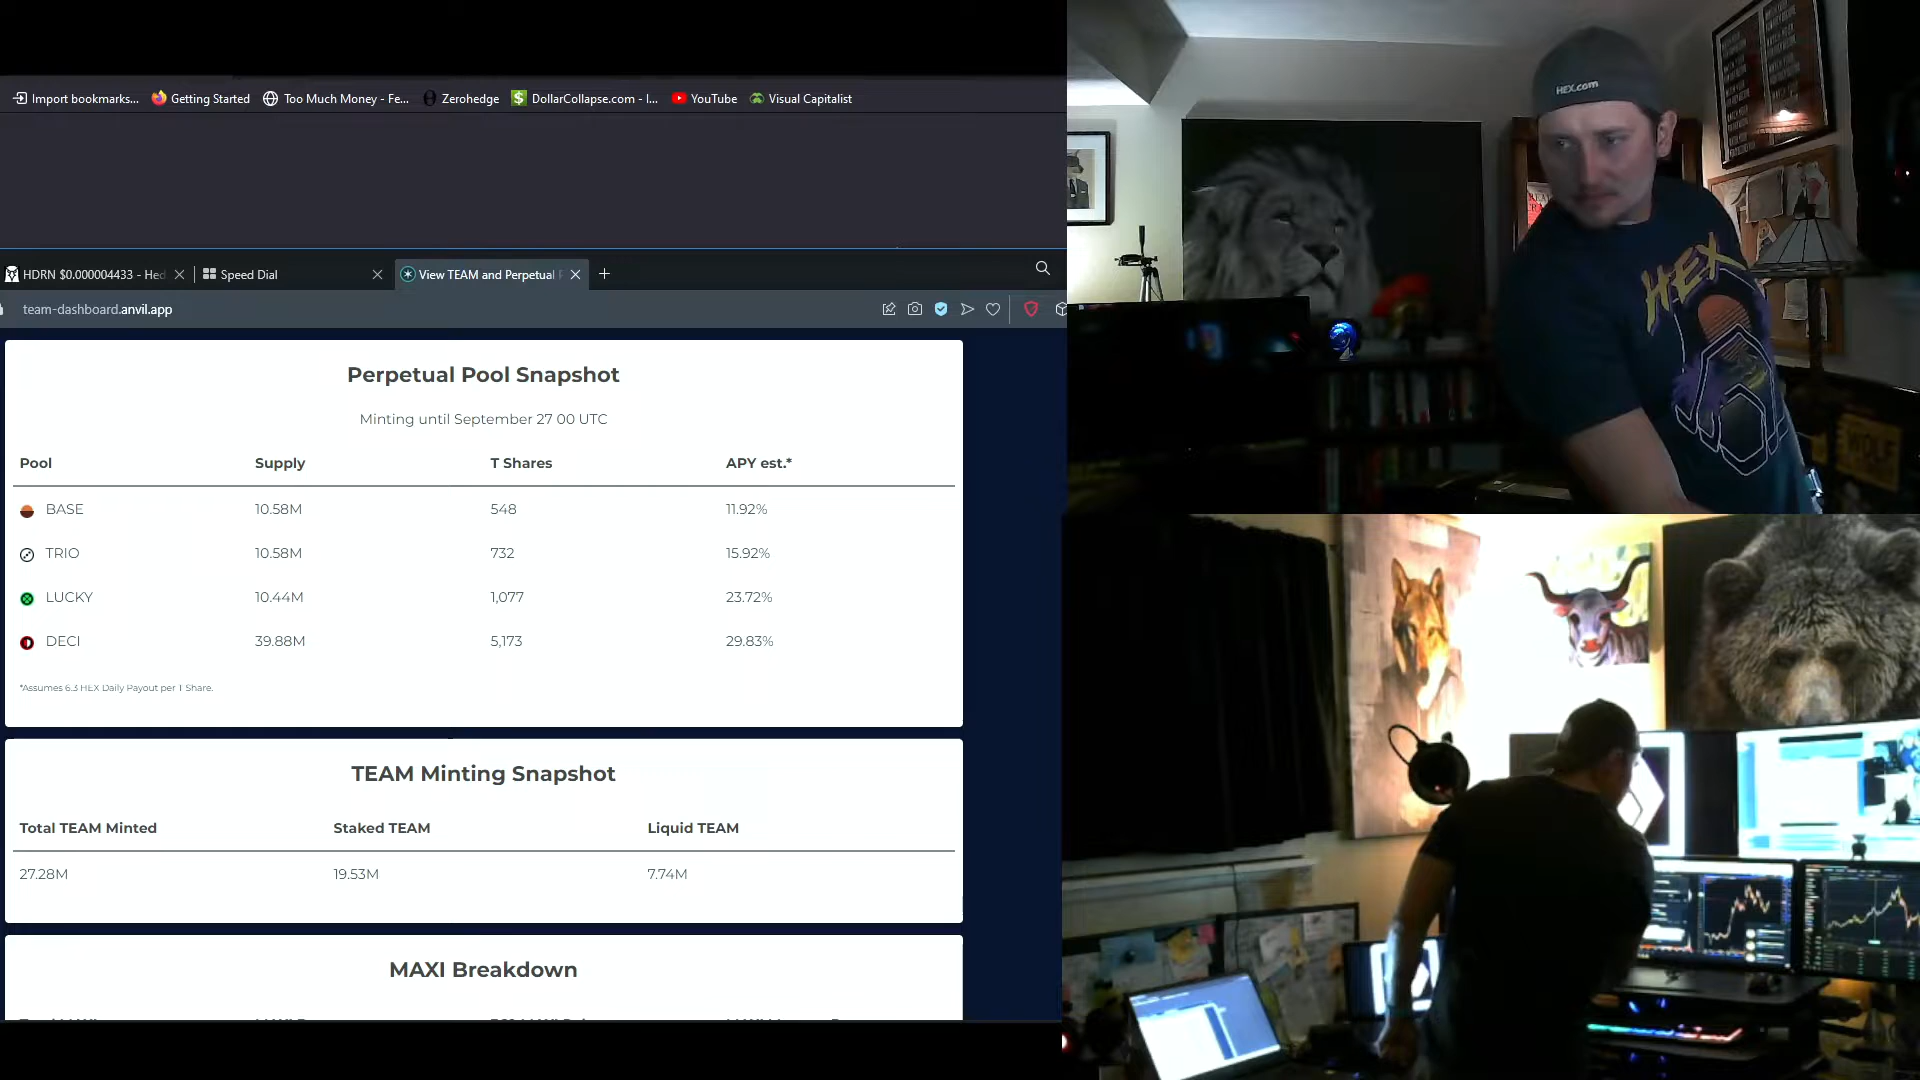 Import bookmarks... Getting Started Too Much Money - Fe... Zerohedge DollarCollapse.com - I... YouTube Visual Capitalist
HDRN $0.000004433 - Hed Speed Dial View TEAM and Perpetual
team-dashboard.anvil.app
Perpetual Pool Snapshot
Minting until September 27 00 UTC
Pool Supply T Shares APY est.*
BASE 10.58M 548 11.92%
TRIO 10.58M 732 15.92%
LUCKY 10.44M 1,077 23.72%
DECI 39.88M 5,173 29.83%
*Assumes 6.3 HEX Daily Payout per T Share.
TEAM Minting Snapshot
Total TEAM Minted Staked TEAM Liquid TEAM
27.28M 19.53M 7.74M
MAXI Breakdown
HEX.com
HEX
WOLF